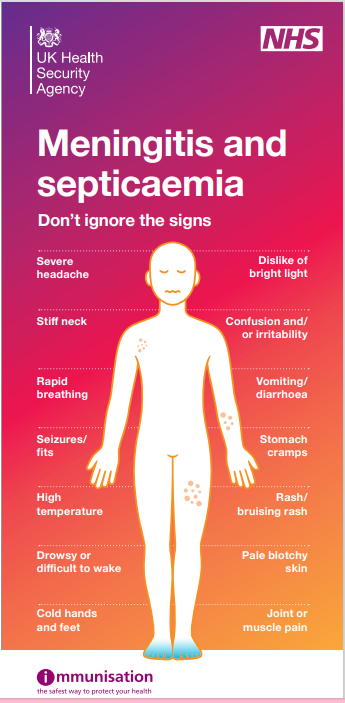 UK Health
Security
Agency
NHS
Meningitis and
septicaemia
Don't ignore the signs
Severe
headache
Dislike of
bright light
Stiff neck
Confusion and/
or irritability
Rapid
breathing
Vomiting/
diarrhoea
Seizures/
fits
Stomach
cramps
High
temperature
Rash/
bruising rash
Drowsy or
difficult to wake
Pale blotchy
skin
Cold hands
and feet
Joint or
muscle pain
immunisation
the safest way to protect your health